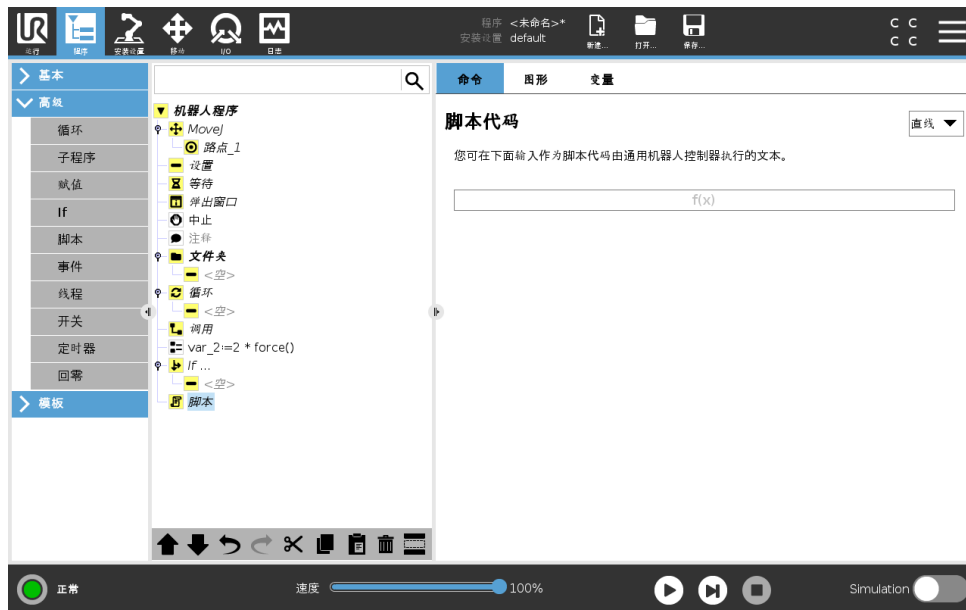 程序 <未命名>*
安装设置 default
C C
C C
运行
程序
安装设置
移动
I/O
日志
新建...
打开...
保存...
基本
高级
循环
子程序
赋值
If
脚本
事件
线程
开关
定时器
回零
模板
机器人程序
MoveJ
路点_1
设置
等待
弹出窗口
中止
注释
文件夹
<空>
循环
<空>
调用
var_2:=2 * force()
If ...
<空>
脚本
命令 图形 变量
脚本代码
直线
您可在下面输入作为脚本代码由通用机器人控制器执行的文本。
f(x)
正常
速度
100%
Simulation